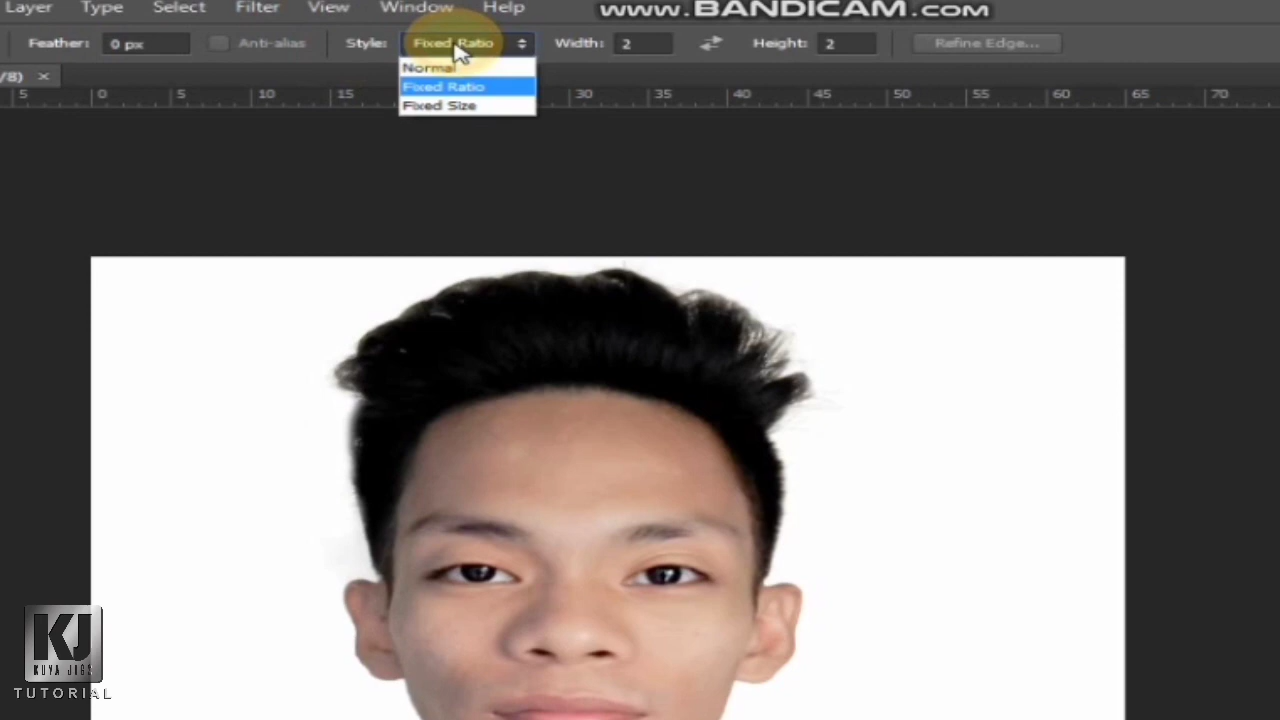 Layer Type Select Filter View Window Help
www.BANDICAM.com
Feather: 0 px Anti-alias Style: Fixed Ratio Width: 2 Height: 2 Refine Edge...
Normal
Fixed Ratio
Fixed Size
/8) ×
5 0 5 10 15 30 35 40 45 50 55 60 65 70
KJ
KUYA JIGS
TUTORIAL